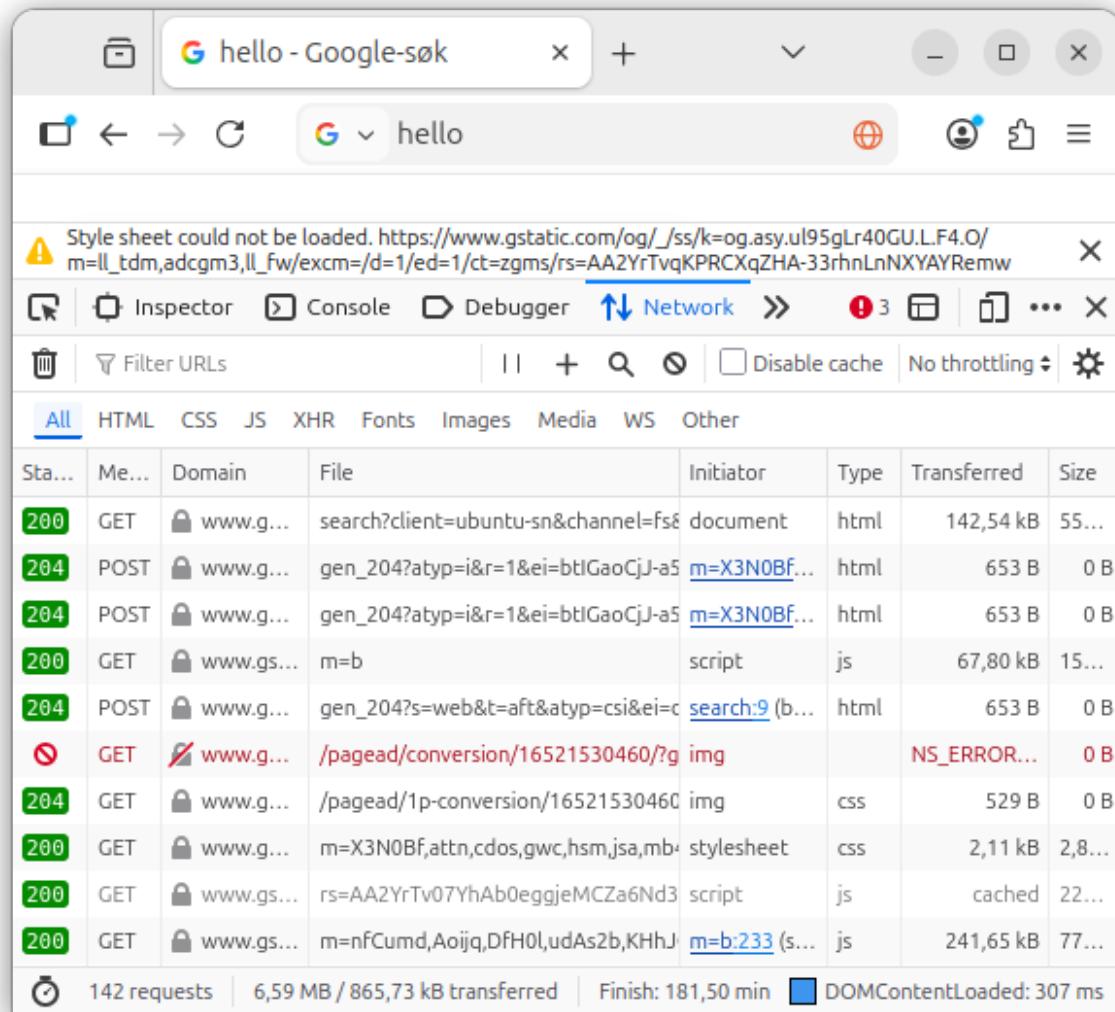 hello - Google-søk
hello
Style sheet could not be loaded. https://www.gstatic.com/og/_/ss/k=og.asy.ul95gLr40GU.L.F4.O/
m=ll_tdm,adcgm3,ll_fw/excm=/d=1/ed=1/ct=zgms/rs=AA2YrTvqKPRCXqZHA-33rhnLnNXYAYRemw
Inspector Console Debugger Network 3
Filter URLs Disable cache No throttling
All HTML CSS JS XHR Fonts Images Media WS Other
Sta... Me... Domain File Initiator Type Transferred Size
200 GET www.g... search?client=ubuntu-sn&channel=fs& document html 142,54 kB 55...
204 POST www.g... gen_204?atyp=i&r=1&ei=btIGaoCjJ-a5 m=X3N0Bf... html 653 B 0 B
204 POST www.g... gen_204?atyp=i&r=1&ei=btIGaoCjJ-a5 m=X3N0Bf... html 653 B 0 B
200 GET www.gs... m=b script js 67,80 kB 15...
204 POST www.g... gen_204?s=web&t=aft&atyp=csi&ei=c search:9 (b... html 653 B 0 B
GET www.g... /pagead/conversion/16521530460/?g img NS_ERROR... 0 B
204 GET www.g... /pagead/1p-conversion/16521530460 img css 529 B 0 B
200 GET www.g... m=X3N0Bf,attn,cdos,gwc,hsm,jsa,mb4 stylesheet css 2,11 kB 2,8...
200 GET www.gs... rs=AA2YrTv07YhAb0eggjeMCZa6Nd3 script js cached 22...
200 GET www.gs... m=nfCumd,Aoijq,DfH0l,udAs2b,KHhJ m=b:233 (s... js 241,65 kB 77...
142 requests 6,59 MB / 865,73 kB transferred Finish: 181,50 min DOMContentLoaded: 307 ms